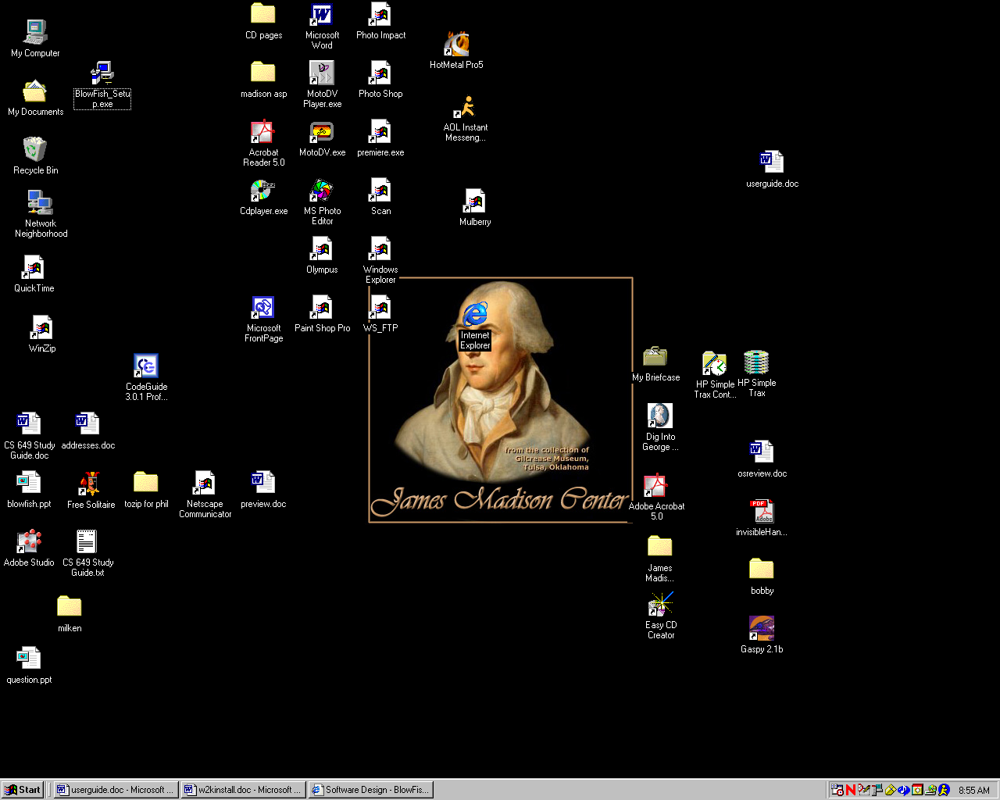 My Computer
BlowFish_Setu
p.exe
My Documents
Recycle Bin
Network
Neighborhood
QuickTime
WinZip
CodeGuide
3.0.1 Prof...
CS 649 Study
Guide.doc
addresses.doc
blowfish.ppt
Free Solitaire
tozip for phil
Netscape
Communicator
preview.doc
Adobe Studio
CS 649 Study
Guide.txt
milken
question.ppt
CD pages
Microsoft
Word
Photo Impact
HotMetal Pro5
madison asp
MotoDV
Player.exe
Photo Shop
AOL Instant
Messeng...
Acrobat
Reader 5.0
MotoDV.exe
premiere.exe
Cdplayer.exe
MS Photo
Editor
Scan
Mulberry
Olympus
Windows
Explorer
Microsoft
FrontPage
Paint Shop Pro
WS_FTP
Internet
Explorer
from the collection of
Gilcrease Museum,
Tulsa, Oklahoma
James Madison Center
userguide.doc
My Briefcase
HP Simple
Trax Cont...
HP Simple
Trax
Dig Into
George ...
osreview.doc
Adobe Acrobat
5.0
PDF
Adobe
invisibleHan...
James
Madis...
bobby
Easy CD
Creator
Gaspy 2.1b
Start
userguide.doc - Microsoft ...
w2kinstall.doc - Microsoft ...
Software Design - BlowFis...
8:55 AM